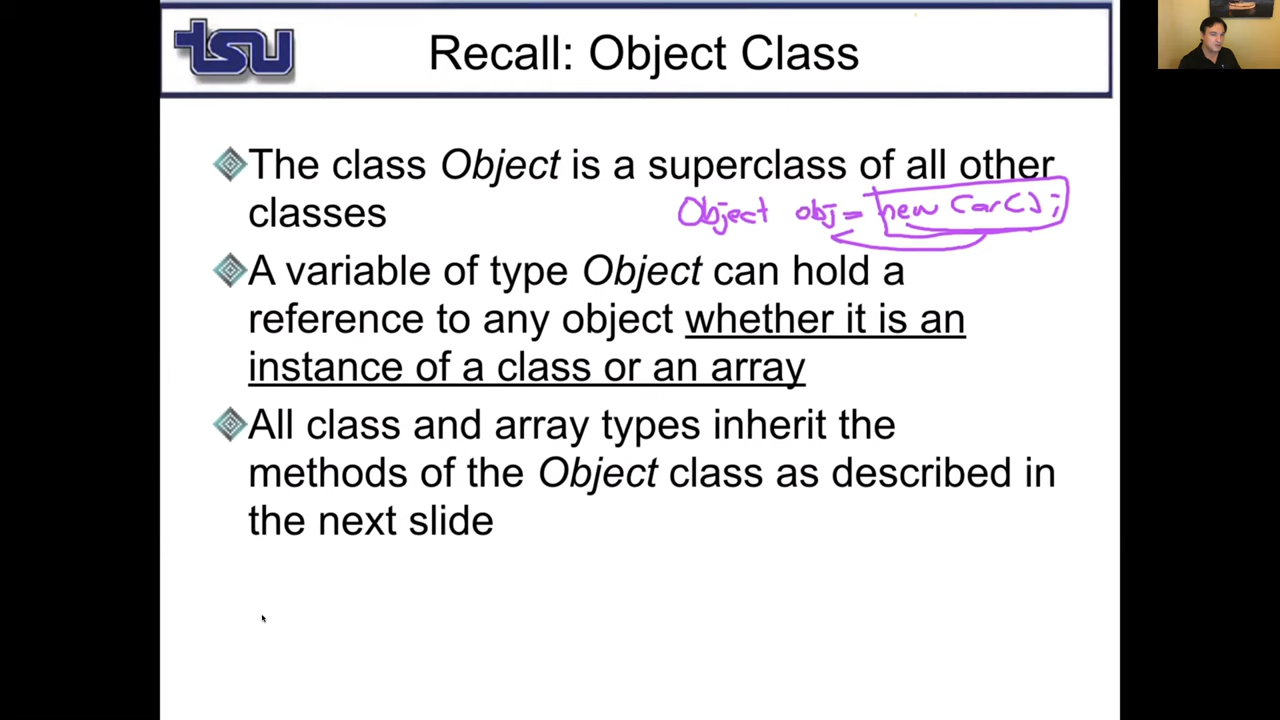 tsu
Recall: Object Class
The class Object is a superclass of all other
classes
Object obj = new Car();
A variable of type Object can hold a
reference to any object whether it is an
instance of a class or an array
All class and array types inherit the
methods of the Object class as described in
the next slide